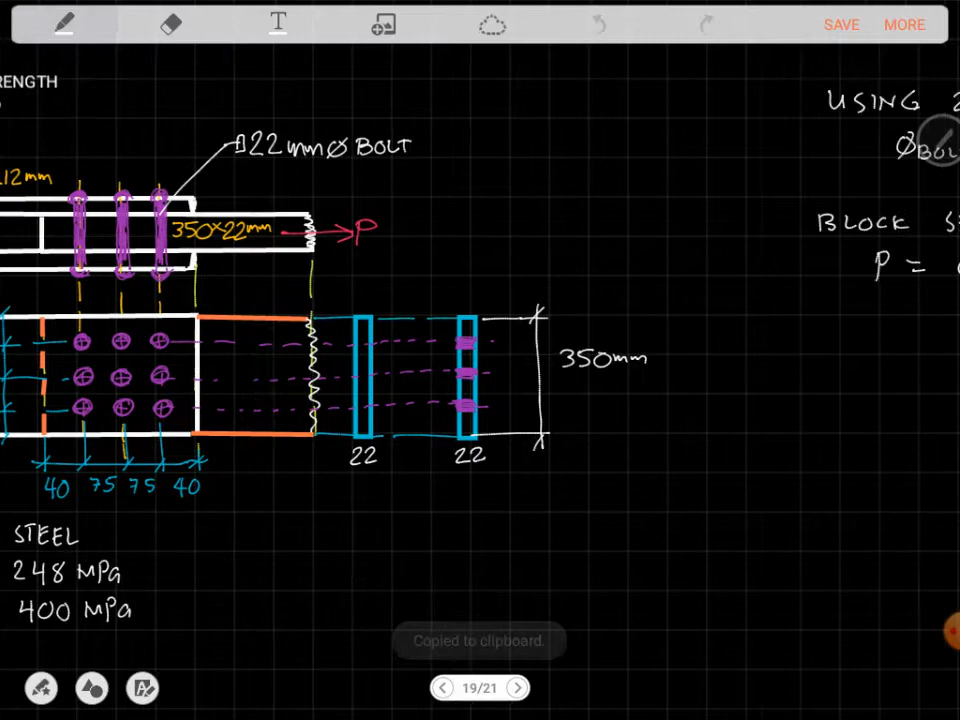 SAVE MORE
RENGTH
USING
22mmØ BOLT
12mm
350×22mm
P
BLOCK
P =
350mm
22 22
40 75 75 40
STEEL
248 MPa
400 MPa
Copied to clipboard.
19/21